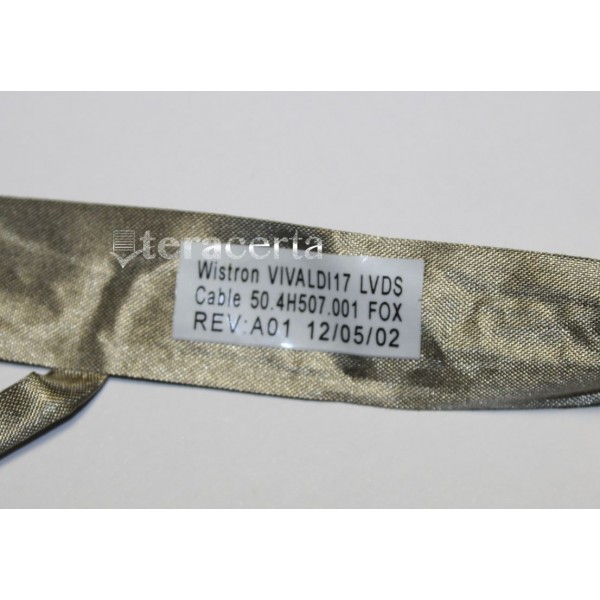 teracerta
Wistron VIVALDI17 LVDS
Cable 50.4H507.001 FOX
REV:A01 12/05/02